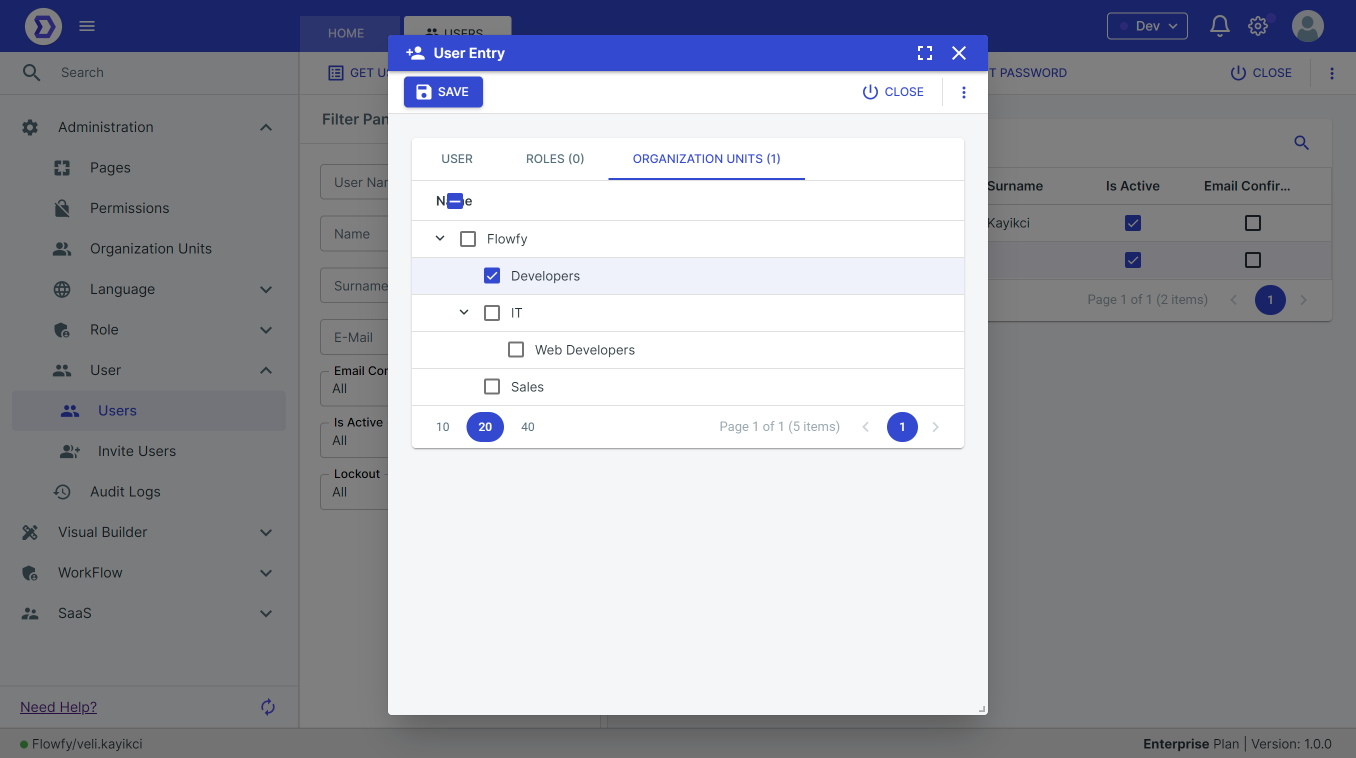 HOME
USERS
Dev
Search
GET U
T PASSWORD
CLOSE
User Entry
SAVE
CLOSE
Administration
Pages
Permissions
Organization Units
Language
Role
User
Users
Invite Users
Audit Logs
Visual Builder
WorkFlow
SaaS
Need Help?
Filter Pan
User Nar
Name
Surname
E-Mail
Email Cor
All
Is Active
All
Lockout
All
USER
ROLES (0)
ORGANIZATION UNITS (1)
Name
Flowfy
Developers
IT
Web Developers
Sales
10
20
40
Page 1 of 1 (5 items)
1
Surname
Is Active
Email Confir...
Kayikci
Page 1 of 1 (2 items)
1
Flowfy/veli.kayikci
Enterprise Plan | Version: 1.0.0